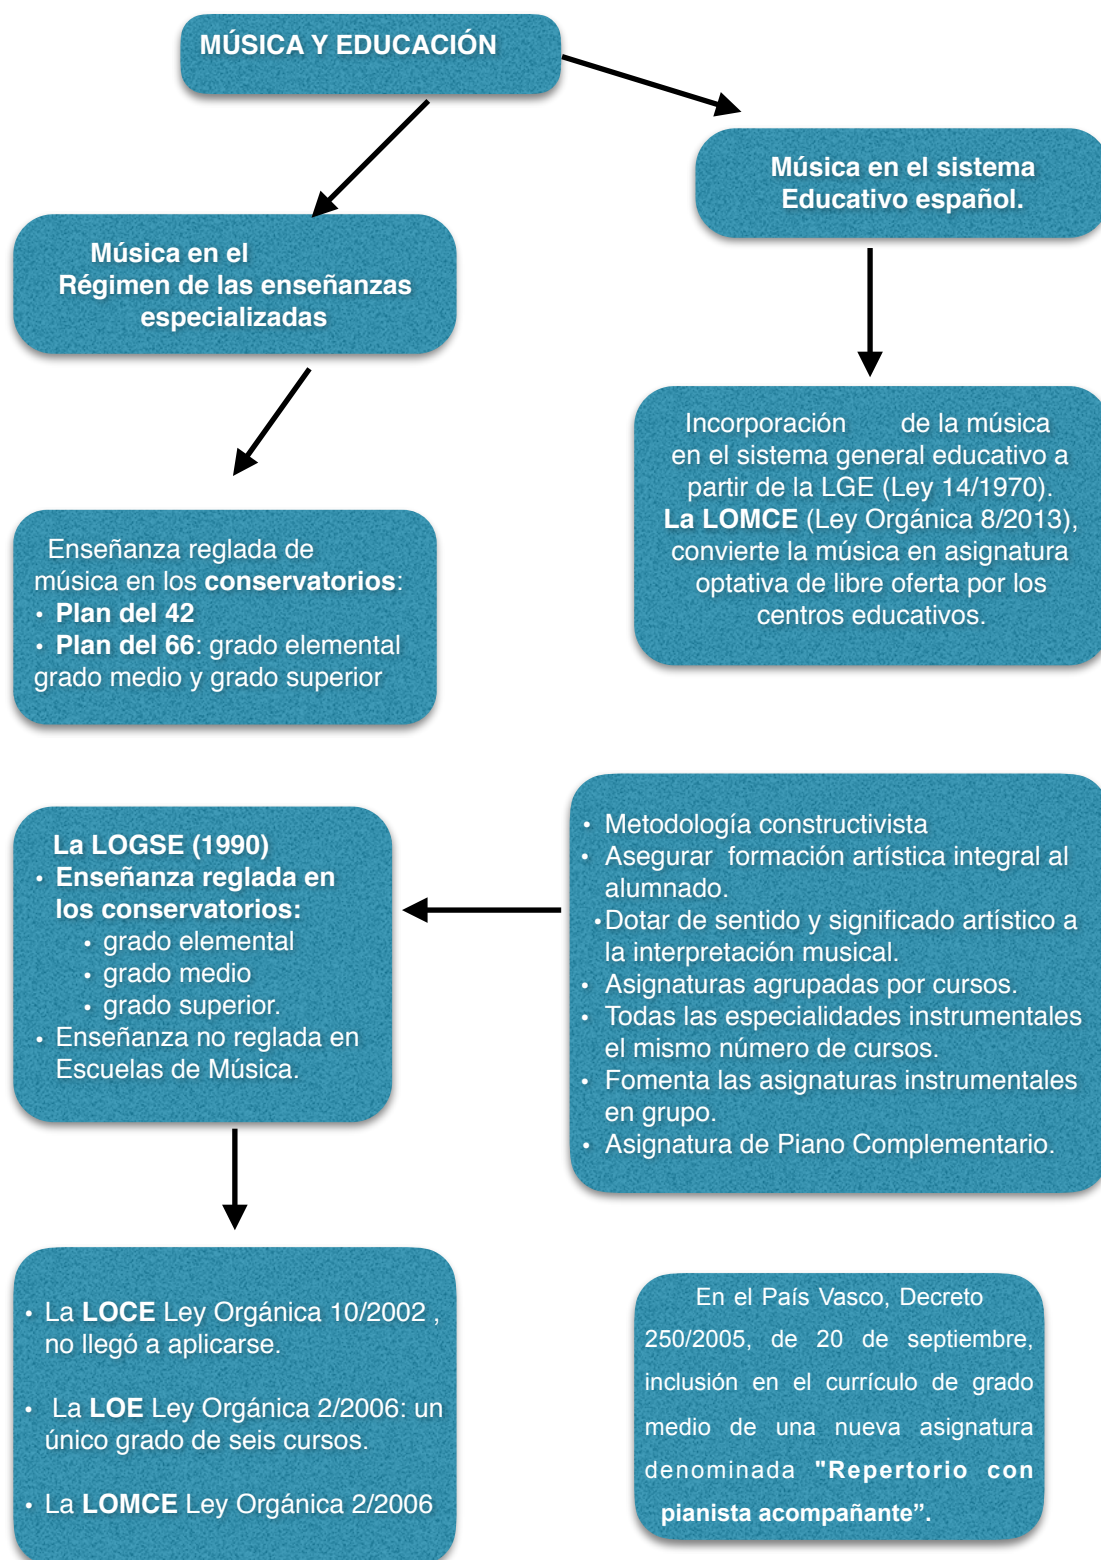 MÚSICA Y EDUCACIÓN
Música en el sistema
Educativo español.
Música en el
Régimen de las enseñanzas
especializadas
Incorporación de la música
en el sistema general educativo a
partir de la LGE (Ley 14/1970).
La LOMCE (Ley Orgánica 8/2013),
convierte la música en asignatura
optativa de libre oferta por los
centros educativos.
Enseñanza reglada de
música en los conservatorios:
• Plan del 42
• Plan del 66: grado elemental
grado medio y grado superior
La LOGSE (1990)
• Enseñanza reglada en
los conservatorios:
• grado elemental
• grado medio
• grado superior.
• Enseñanza no reglada en
Escuelas de Música.
• Metodología constructivista
• Asegurar formación artística integral al
alumnado.
• Dotar de sentido y significado artístico a
la interpretación musical.
• Asignaturas agrupadas por cursos.
• Todas las especialidades instrumentales
el mismo número de cursos.
• Fomenta las asignaturas instrumentales
en grupo.
• Asignatura de Piano Complementario.
• La LOCE Ley Orgánica 10/2002 ,
no llegó a aplicarse.
• La LOE Ley Orgánica 2/2006: un
único grado de seis cursos.
• La LOMCE Ley Orgánica 2/2006
En el País Vasco, Decreto
250/2005, de 20 de septiembre,
inclusión en el currículo de grado
medio de una nueva asignatura
denominada "Repertorio con
pianista acompañante”.